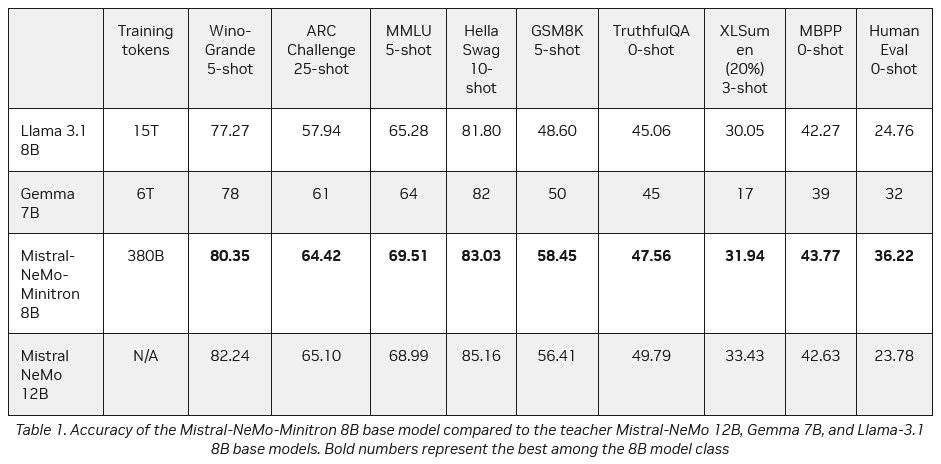 Training tokens | Wino-Grande 5-shot | ARC Challenge 25-shot | MMLU 5-shot | Hella Swag 10-shot | GSM8K 5-shot | TruthfulQA 0-shot | XLSum en (20%) 3-shot | MBPP 0-shot | Human Eval 0-shot
Llama 3.1 8B | 15T | 77.27 | 57.94 | 65.28 | 81.80 | 48.60 | 45.06 | 30.05 | 42.27 | 24.76
Gemma 7B | 6T | 78 | 61 | 64 | 82 | 50 | 45 | 17 | 39 | 32
Mistral-NeMo-Minitron 8B | 380B | 80.35 | 64.42 | 69.51 | 83.03 | 58.45 | 47.56 | 31.94 | 43.77 | 36.22
Mistral NeMo 12B | N/A | 82.24 | 65.10 | 68.99 | 85.16 | 56.41 | 49.79 | 33.43 | 42.63 | 23.78
Table 1. Accuracy of the Mistral-NeMo-Minitron 8B base model compared to the teacher Mistral-NeMo 12B, Gemma 7B, and Llama-3.1
8B base models. Bold numbers represent the best among the 8B model class